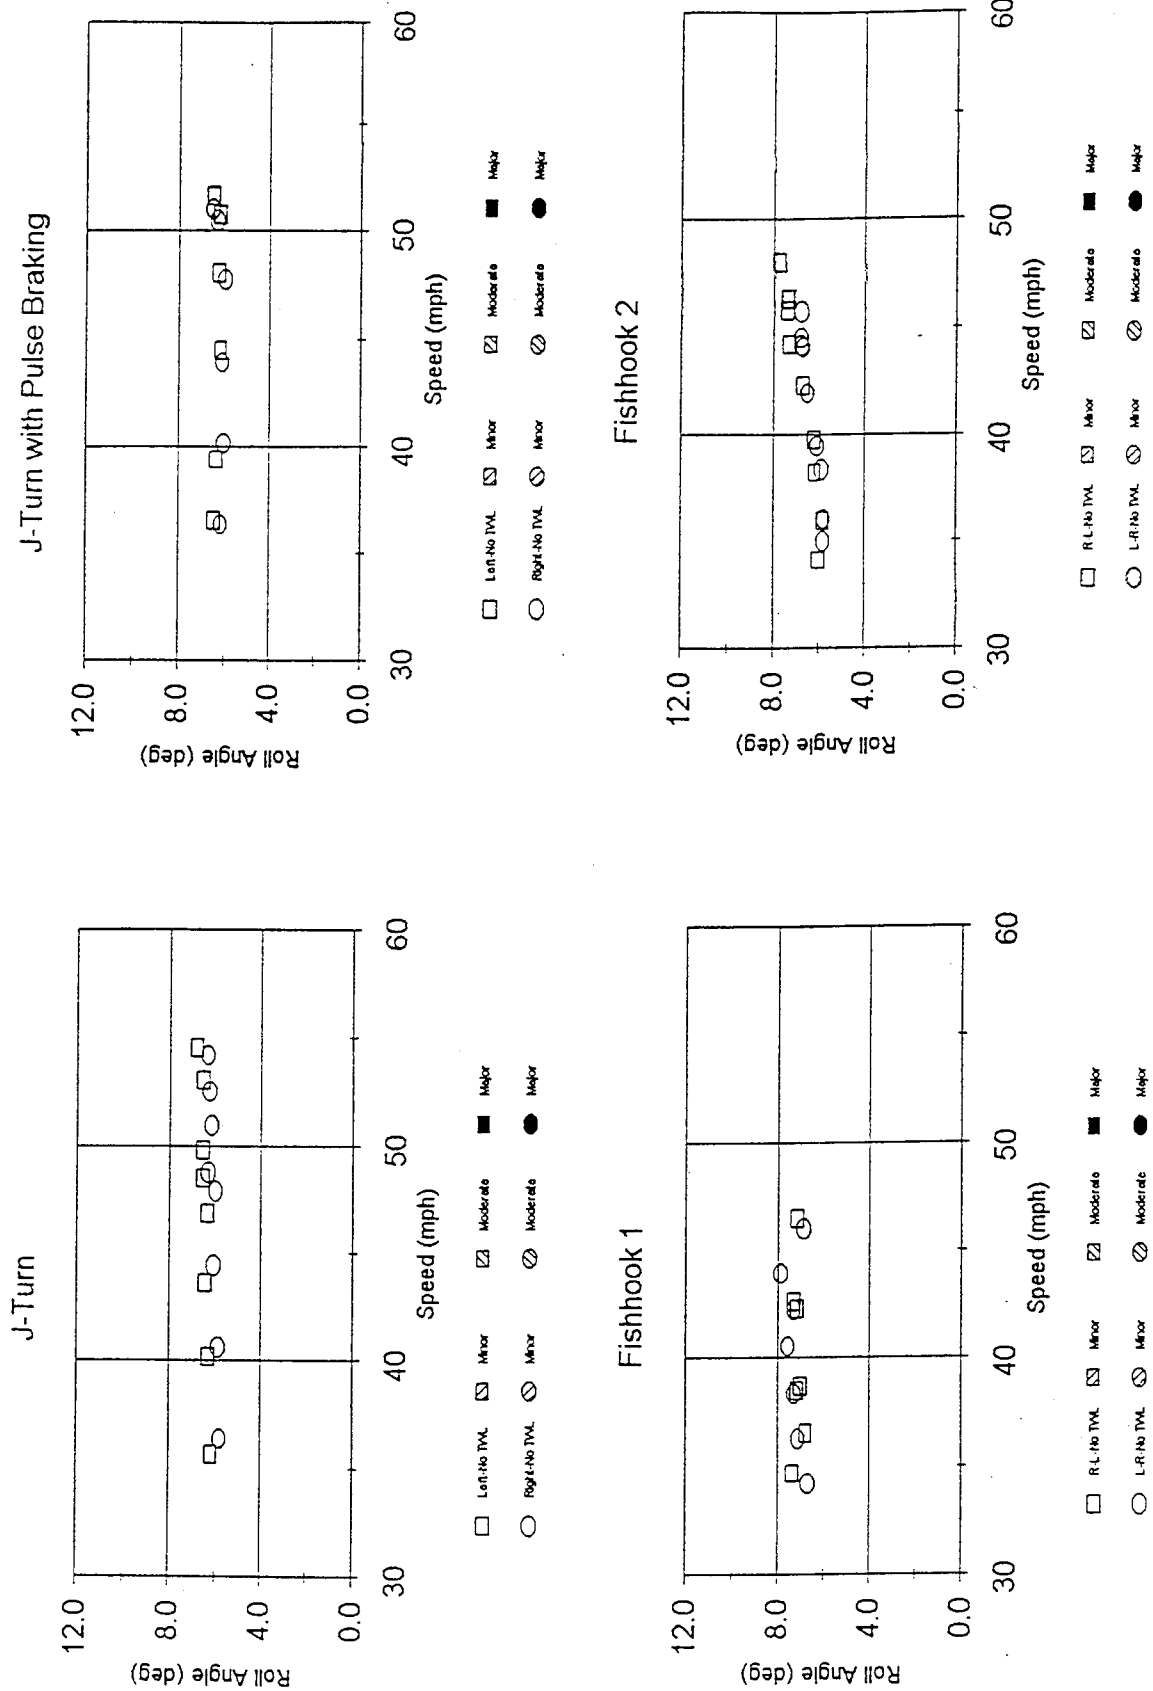 J-Turn
Roll Angle (deg)
12.0
8.0
4.0
0.0
30
40
50
60
Speed (mph)
Left-No TWL Minor Moderate Major
Right-No TWL Minor Moderate Major
J-Turn with Pulse Braking
Roll Angle (deg)
12.0
8.0
4.0
0.0
30
40
50
60
Speed (mph)
Left-No TWL Minor Moderate Major
Right-No TWL Minor Moderate Major
Fishhook 1
Roll Angle (deg)
12.0
8.0
4.0
0.0
30
40
50
60
Speed (mph)
R-L-No TWL Minor Moderate Major
L-R-No TWL Minor Moderate Major
Fishhook 2
Roll Angle (deg)
12.0
8.0
4.0
0.0
30
40
50
60
Speed (mph)
R-L-No TWL Minor Moderate Major
L-R-No TWL Minor Moderate Major